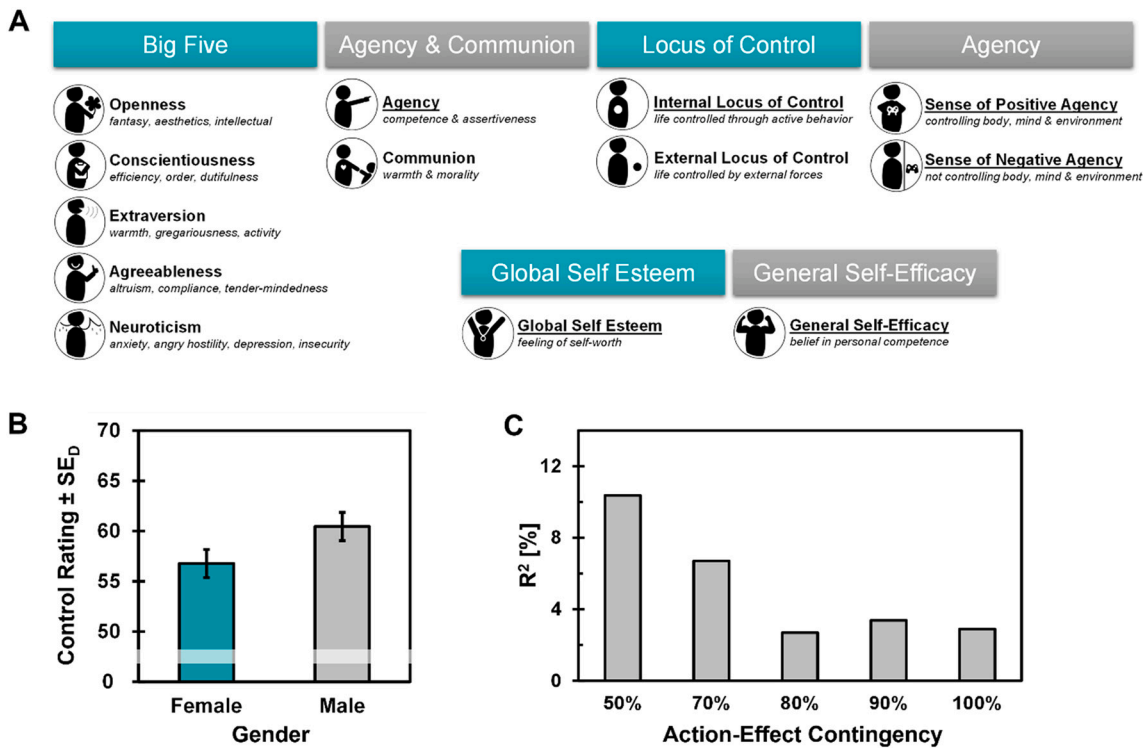 A
Big Five
Agency & Communion
Locus of Control
Agency
Openness
fantasy, aesthetics, intellectual
Conscientiousness
efficiency, order, dutifulness
Extraversion
warmth, gregariousness, activity
Agreeableness
altruism, compliance, tender-mindedness
Neuroticism
anxiety, angry hostility, depression, insecurity
Agency
competence & assertiveness
Communion
warmth & morality
Internal Locus of Control
life controlled through active behavior
External Locus of Control
life controlled by external forces
Sense of Positive Agency
controlling body, mind & environment
Sense of Negative Agency
not controlling body, mind & environment
Global Self Esteem
General Self-Efficacy
Global Self Esteem
feeling of self-worth
General Self-Efficacy
belief in personal competence
B
Control Rating ± SED
70
65
60
55
50
0
Female
Male
Gender
C
R² [%]
12
8
4
0
50%
70%
80%
90%
100%
Action-Effect Contingency